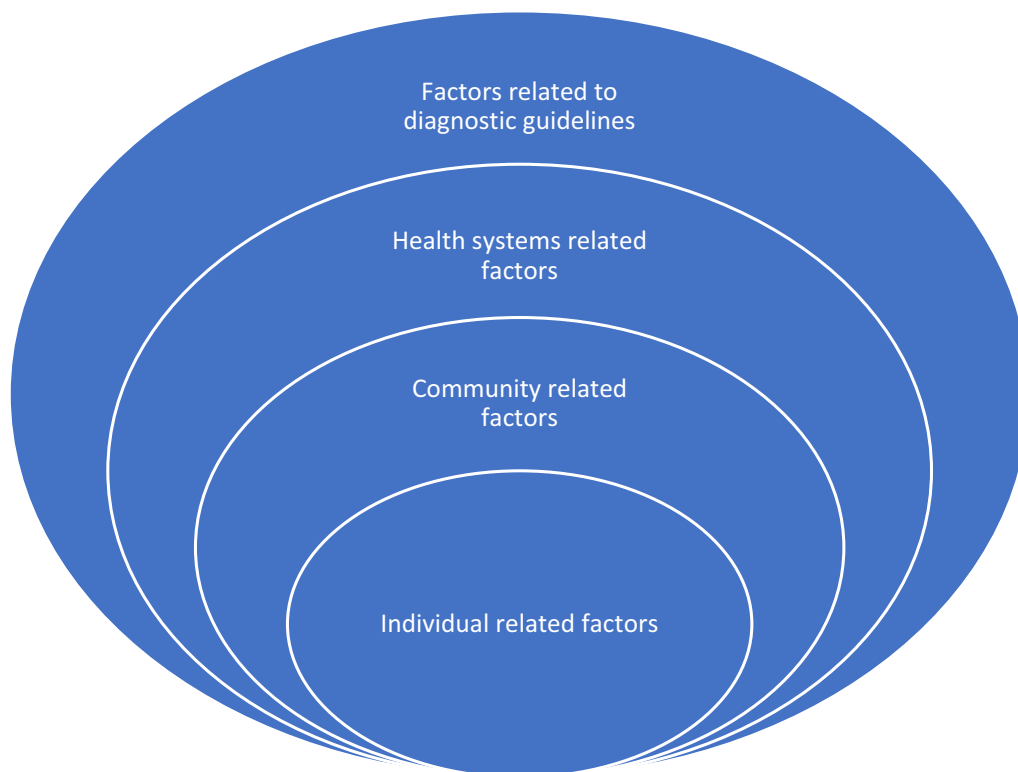 Factors related to
diagnostic guidelines
Health systems related
factors
Community related
factors
Individual related factors